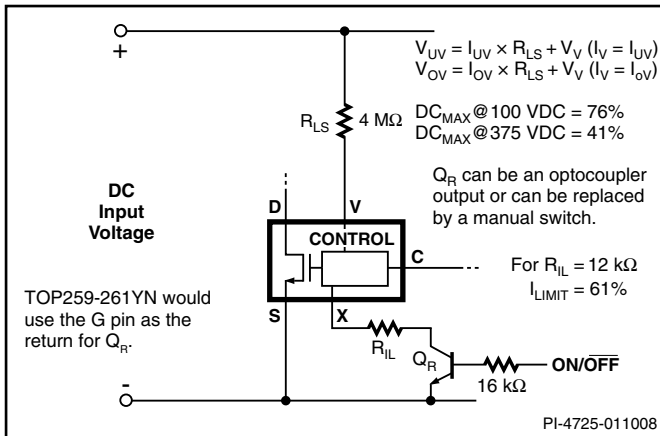 +
V_UV = I_UV × R_LS + V_V (I_V = I_UV)
V_OV = I_OV × R_LS + V_V (I_V = I_oV)
R_LS
4 MΩ
DC_MAX@100 VDC = 76%
DC_MAX@375 VDC = 41%
Q_R can be an optocoupler
output or can be replaced
by a manual switch.
DC
Input
Voltage
D
V
CONTROL
C
For R_IL = 12 kΩ
I_LIMIT = 61%
TOP259-261YN would
use the G pin as the
return for Q_R.
S
X
R_IL
Q_R
ON/O̅F̅F̅
16 kΩ
-
PI-4725-011008